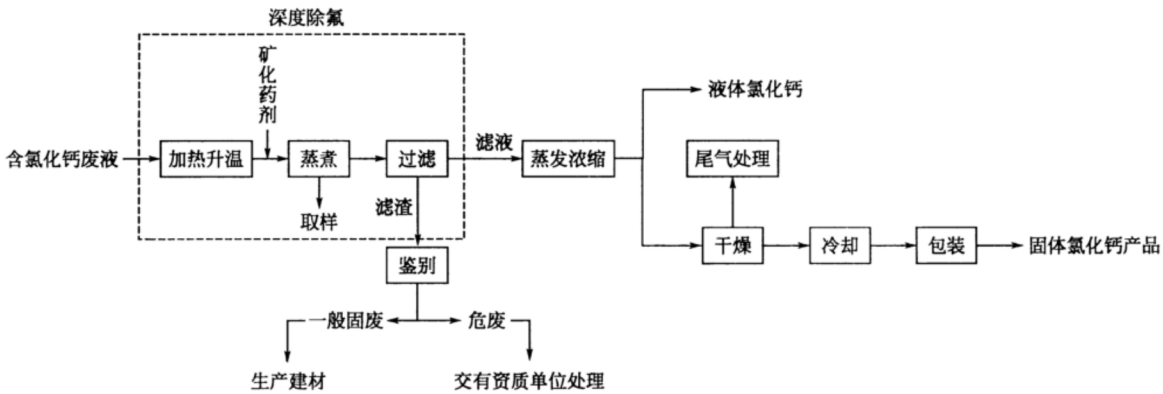 深度除氟
矿化药剂
含氯化钙废液
加热升温
蒸煮
过滤
滤液
蒸发浓缩
液体氯化钙
尾气处理
取样
滤渣
干燥
冷却
包装
固体氯化钙产品
鉴别
一般固废
危废
生产建材
交有资质单位处理